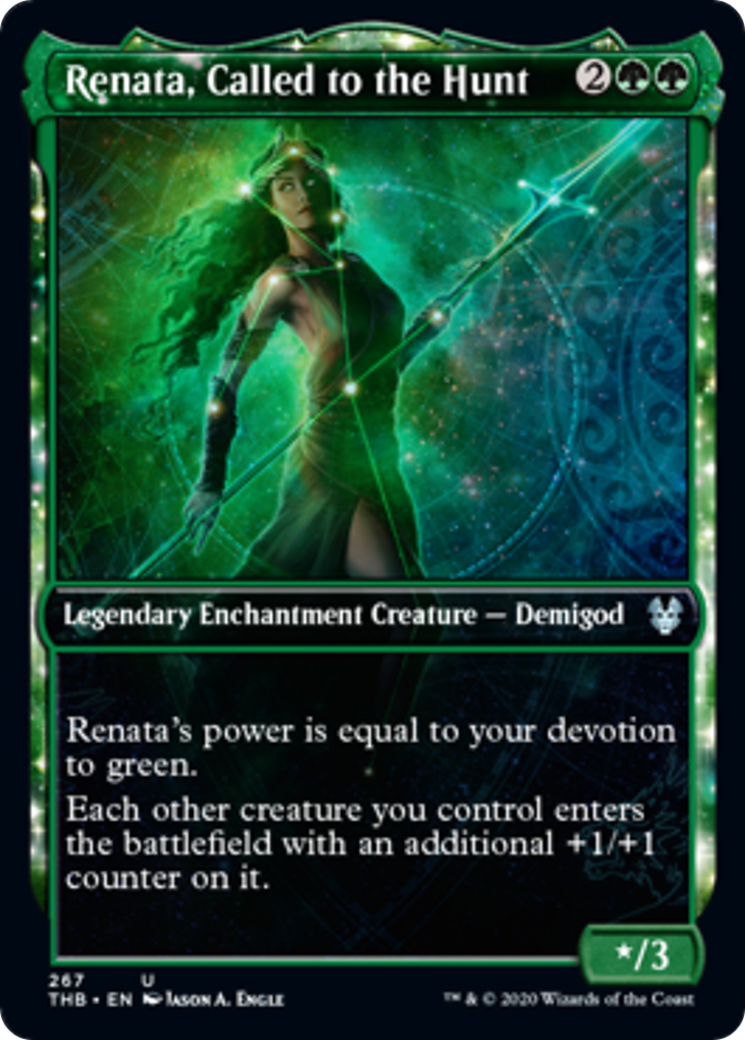 Renata, Called to the Hunt 2
Legendary Enchantment Creature — Demigod
Renata's power is equal to your devotion
to green.
Each other creature you control enters
the battlefield with an additional +1/+1
counter on it.
★/3
267 U
THB • EN Jason A. Engle
™ & © 2020 Wizards of the Coast